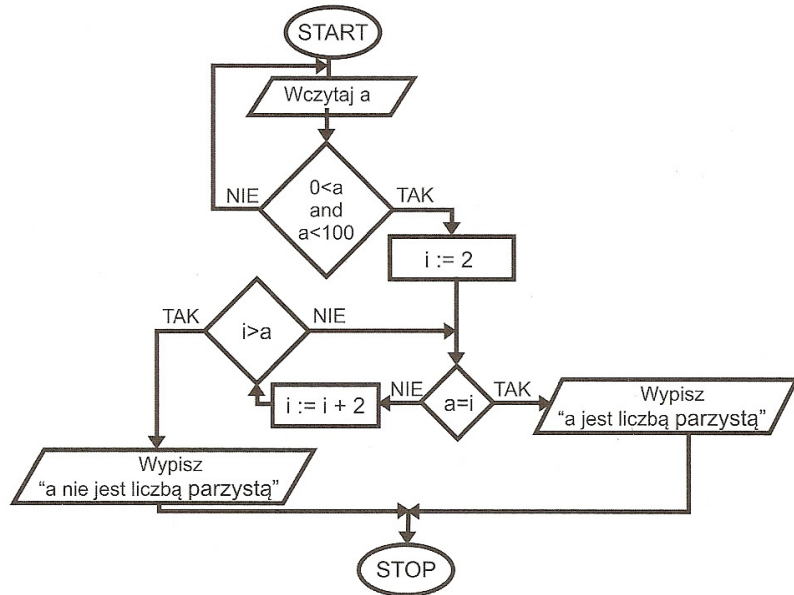 START
Wczytaj a
NIE
0<a
and
a<100
TAK
i := 2
TAK
i>a
NIE
i := i + 2
NIE
a=i
TAK
Wypisz
“a jest liczbą parzystą”
Wypisz
“a nie jest liczbą parzystą”
STOP